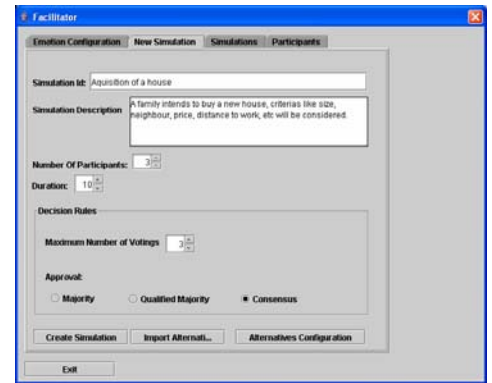 Facilitator
Emotion Configuration New Simulation Simulations Participants
Simulation Id: Aquisition of a house
Simulation Description A family intends to buy a new house, criterias like size,
neighbour, price, distance to work, etc will be considered.
Number Of Participants: 3
Duration: 10
Decision Rules
Maximum Number of Votings 3
Approval:
Majority Qualified Majority Consensus
Create Simulation Import Alternati... Alternatives Configuration
Exit